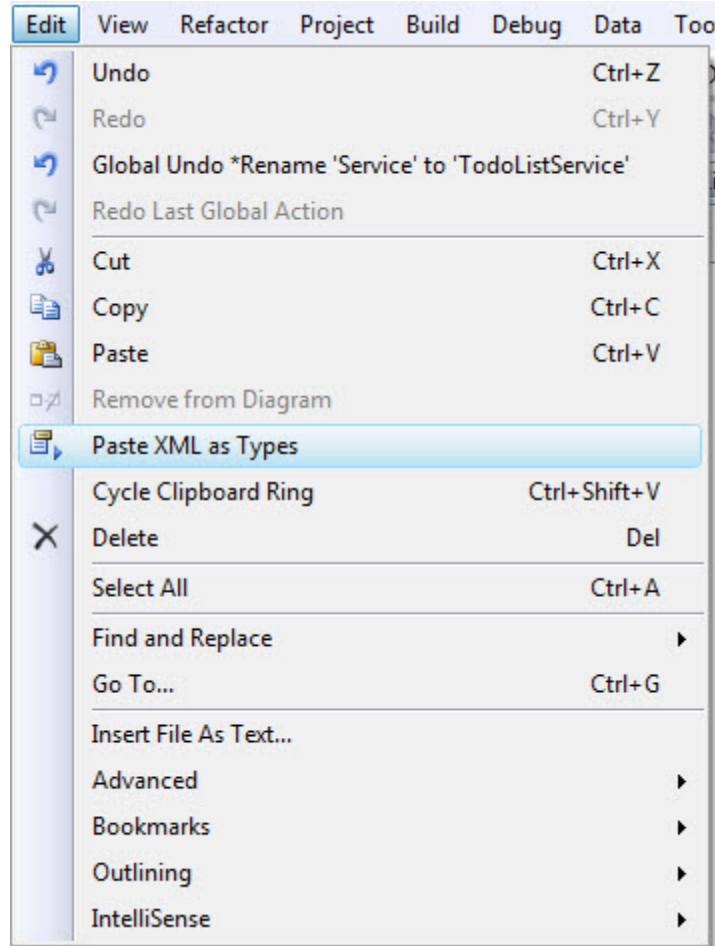 Edit View Refactor Project Build Debug Data Too
Undo Ctrl+Z
Redo Ctrl+Y
Global Undo *Rename 'Service' to 'TodoListService'
Redo Last Global Action
Cut Ctrl+X
Copy Ctrl+C
Paste Ctrl+V
Remove from Diagram
Paste XML as Types
Cycle Clipboard Ring Ctrl+Shift+V
Delete Del
Select All Ctrl+A
Find and Replace
Go To... Ctrl+G
Insert File As Text...
Advanced
Bookmarks
Outlining
IntelliSense